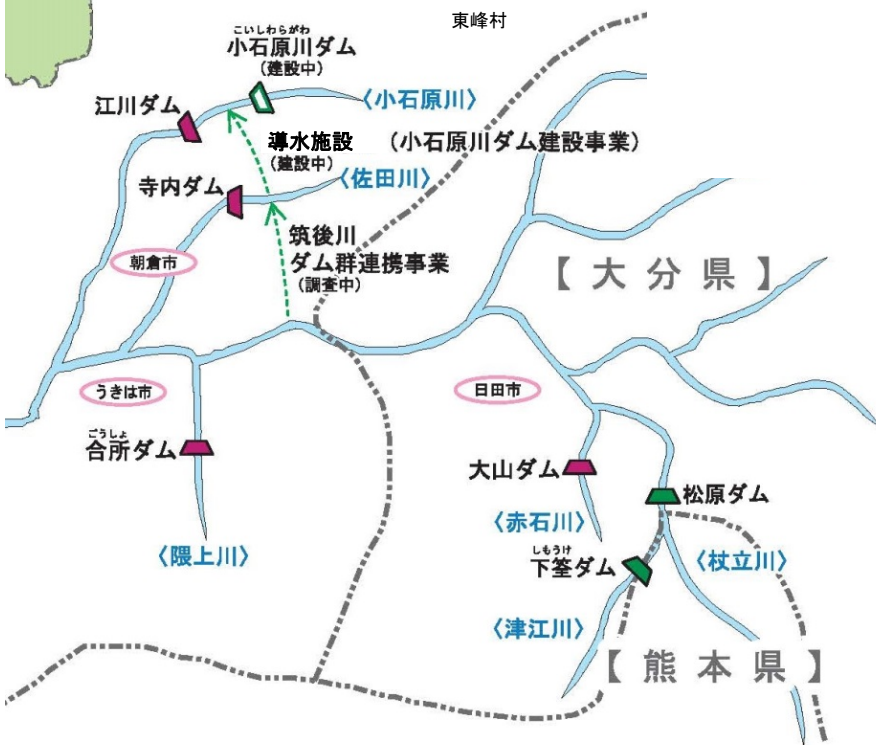 東峰村
こいしわらがわ
小石原川ダム
(建設中)
〈小石原川〉
江川ダム
導水施設 (小石原川ダム建設事業)
(建設中)
〈佐田川〉
寺内ダム
筑後川
ダム群連携事業
(調査中)
朝倉市
【大分県】
うきは市
日田市
ごうしょ
合所ダム
大山ダム
松原ダム
〈赤石川〉
〈隈上川〉
しもうけ
下筌ダム
〈杖立川〉
〈津江川〉
【熊本県】